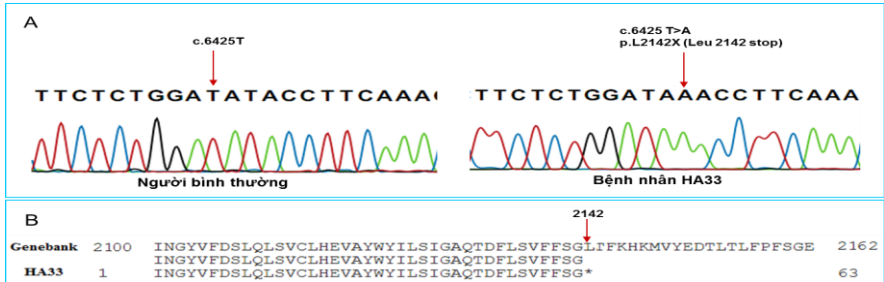 A
c.6425T
c.6425 T>A
p.L2142X (Leu 2142 stop)
TTCTCTGGATATACCTTCAAA
TTCTCTGGATAAACCTTCAAA
Người bình thường
Bệnh nhân HA33
B
2142
Genebank 2100 INGYVFDSLQLSVCLHEVAYWYILSIGAQTDFLSVFFSGLTFKHKMVYEDTLTLFPFSGE 2162
INGYVFDSLQLSVCLHEVAYWYILSIGAQTDFLSVFFSG
HA33 1 INGYVFDSLQLSVCLHEVAYWYILSIGAQTDFLSVFFSG* 63